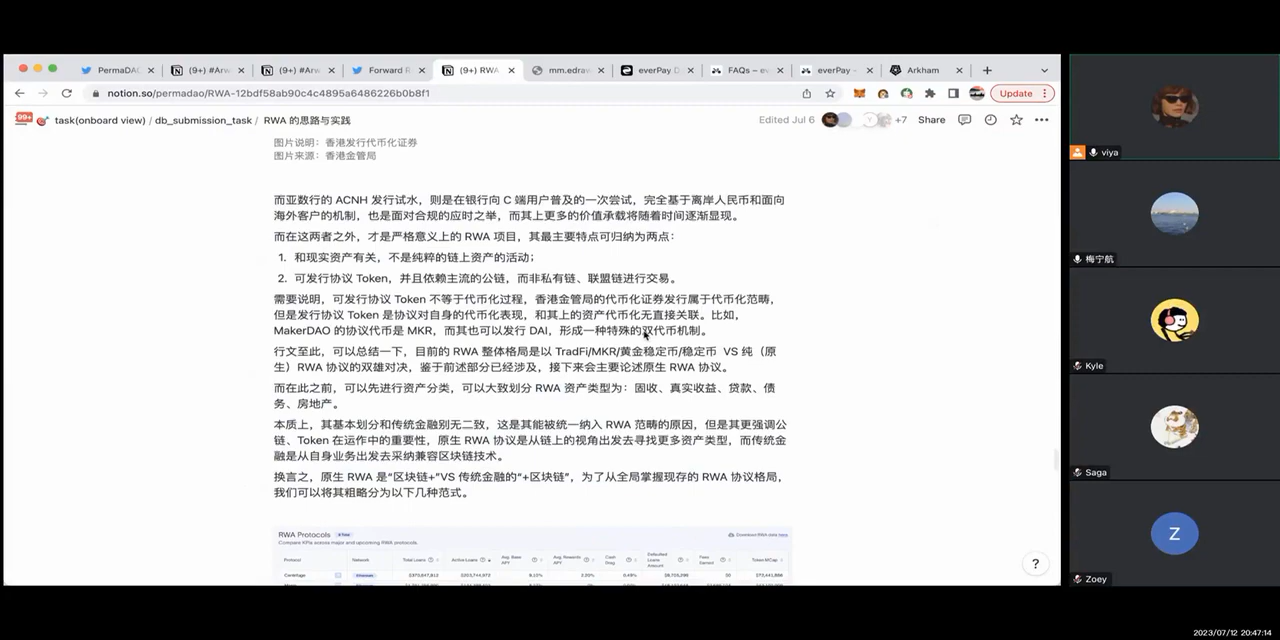 PermaDA
(9+) #Arw
(9+) #Arw
Forward R
(9+) RWA
mm.edraw
everPay D
FAQs – ev
everPay –
Arkham
notion.so/permadao/RWA-12bdf58ab90c4c4895a6486226b0b8f1
Update
99+
task(onboard view) / db_submission_task / RWA 的思路与实践
Edited Jul 6
+7
Share
图片说明：香港发行代币化证券
图片来源：香港金管局
而亚数行的 ACNH 发行试水，则是在银行向 C 端用户普及的一次尝试，完全基于离岸人民币和面向
海外客户的机制，也是面对合规的应时之举，而其上更多的价值承载将随着时间逐渐显现。
而在这两者之外，才是严格意义上的 RWA 项目，其最主要特点可归纳为两点：
1. 和现实资产有关，不是纯粹的链上资产的活动；
2. 可发行协议 Token，并且依赖主流的公链，而非私有链、联盟链进行交易。
需要说明，可发行协议 Token 不等于代币化过程，香港金管局的代币化证券发行属于代币化范畴，
但是发行协议 Token 是协议对自身的代币化表现，和其上的资产代币化无直接关联。比如，
MakerDAO 的协议代币是 MKR，而其也可以发行 DAI，形成一种特殊的双代币机制。
行文至此，可以总结一下，目前的 RWA 整体格局是以 TradFi/MKR/黄金稳定币/稳定币 VS 纯（原
生）RWA 协议的双雄对决，鉴于前述部分已经涉及，接下来会主要论述原生 RWA 协议。
而在此之前，可以先进行资产分类，可以大致划分 RWA 资产类型为：固收、真实收益、贷款、债
务、房地产。
本质上，其基本划分和传统金融别无二致，这是其能被统一纳入 RWA 范畴的原因，但是其更强调公
链、Token 在运作中的重要性，原生 RWA 协议是从链上的视角出发去寻找更多资产类型，而传统金
融是从自身业务出发去采纳兼容区块链技术。
换言之，原生 RWA 是“区块链+”VS 传统金融的“+区块链”，为了从全局掌握现存的 RWA 协议格局，
我们可以将其粗略分为以下几种范式。
RWA Protocols
Compare KPIs across major and upcoming RWA protocols.
Download RWA data here
Protocol
Network
Total Loans
Active Loans
Avg. Base
APY
Avg. Rewards
APY
Cash
Drag
Defaulted
Loans
Amount
Fees
Earned
Token MCap
Centrifuge
Ethereum
?
viya
梅宁航
Kyle
Saga
Z
Zoey
2023/07/12 20:47:14